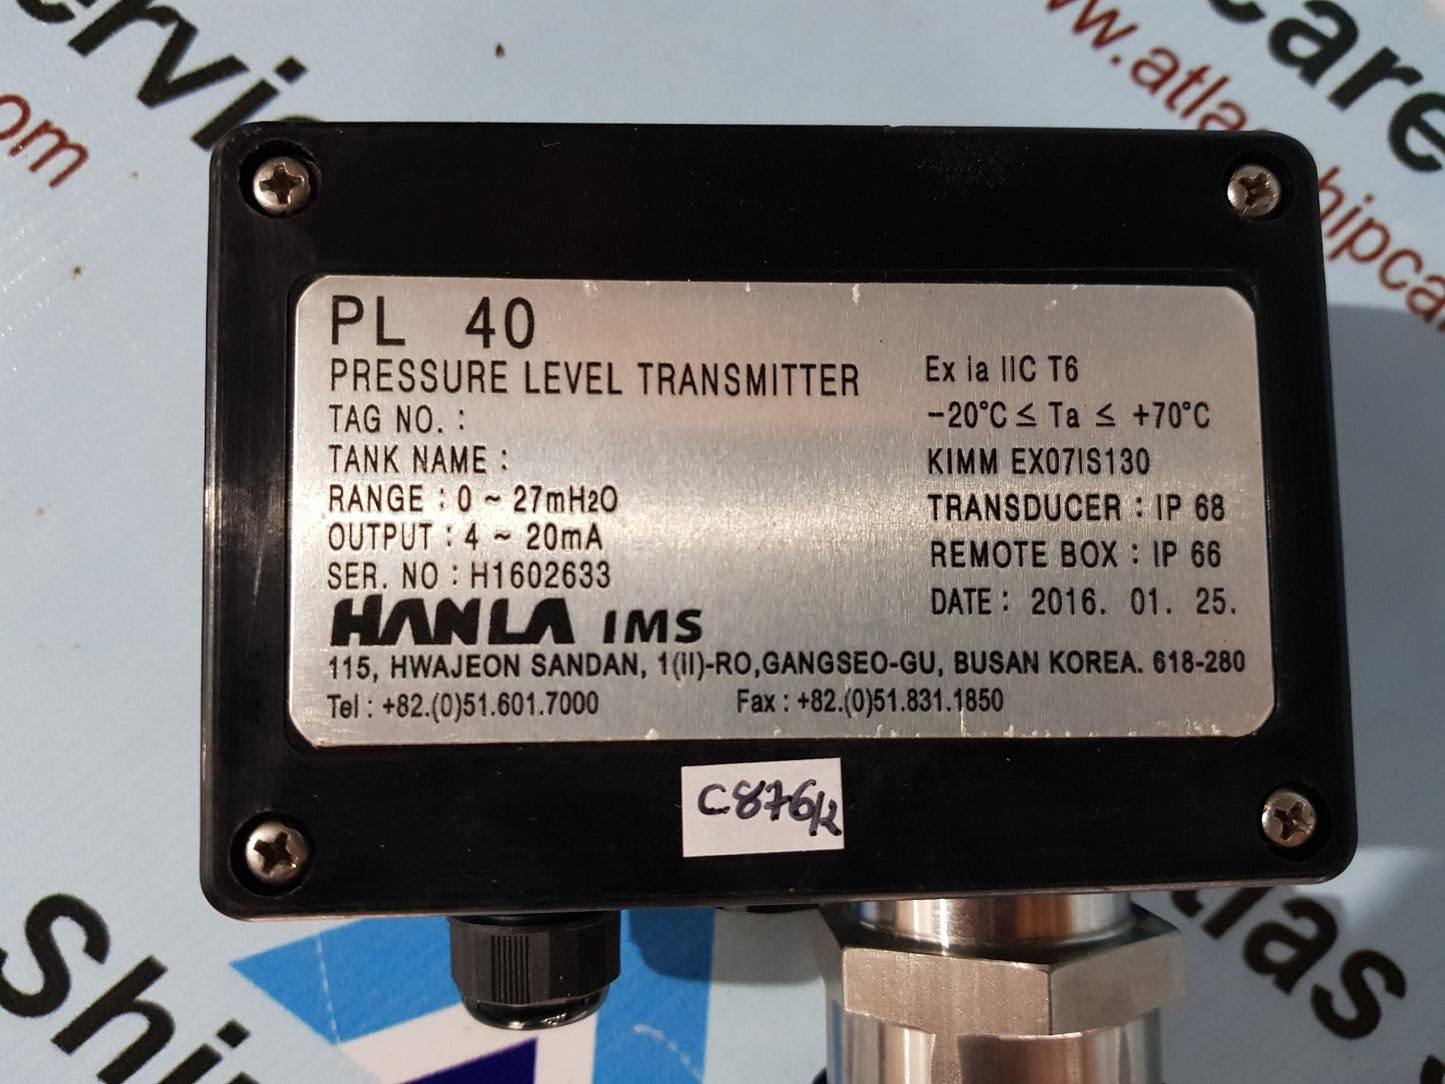 PL 40
PRESSURE LEVEL TRANSMITTER
TAG NO. :
TANK NAME :
RANGE : 0 ~ 27mH2O
OUTPUT : 4 ~ 20mA
SER. NO : H1602633
Ex ia IIC T6
-20°C ≤ Ta ≤ +70°C
KIMM EX07IS130
TRANSDUCER : IP 68
REMOTE BOX : IP 66
DATE : 2016. 01. 25.
HANLA IMS
115, HWAJEON SANDAN, 1(II)-RO,GANGSEO-GU, BUSAN KOREA. 618-280
Tel : +82.(0)51.601.7000 Fax : +82.(0)51.831.1850